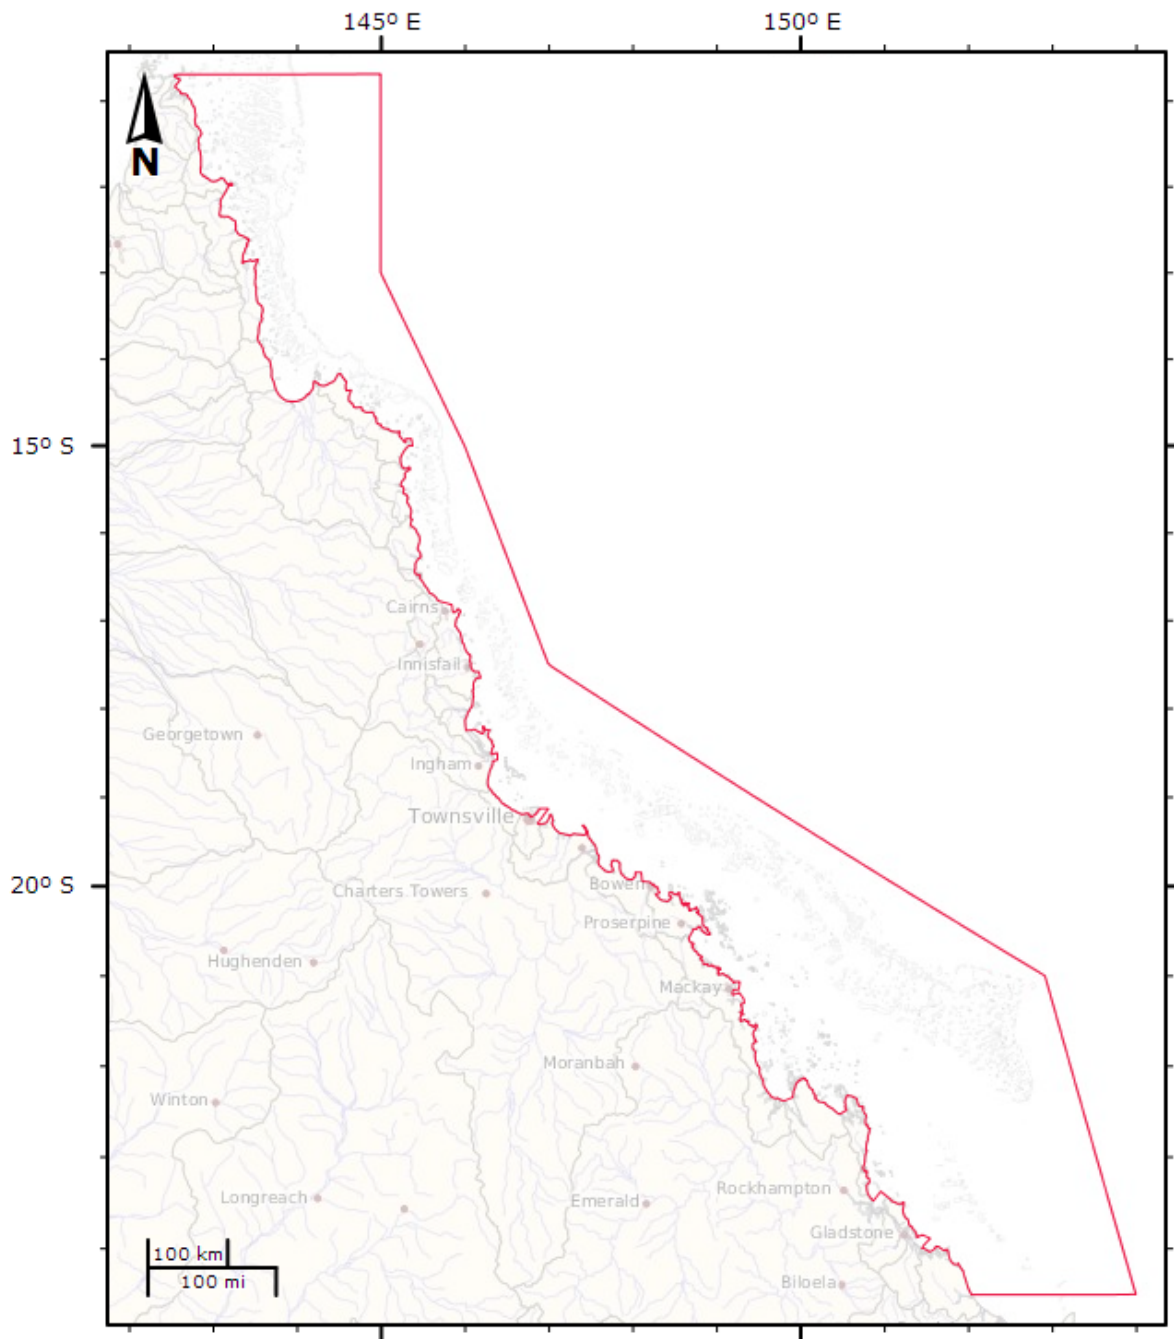 145º E
150º E
N
15º S
Cairns
Innisfail
Georgetown
Ingham
Townsville
20º S
Bowen
Charters Towers
Proserpine
Hughenden
Mackay
Moranbah
Winton
Rockhampton
Longreach
Emerald
Gladstone
100 km
100 mi
Biloela